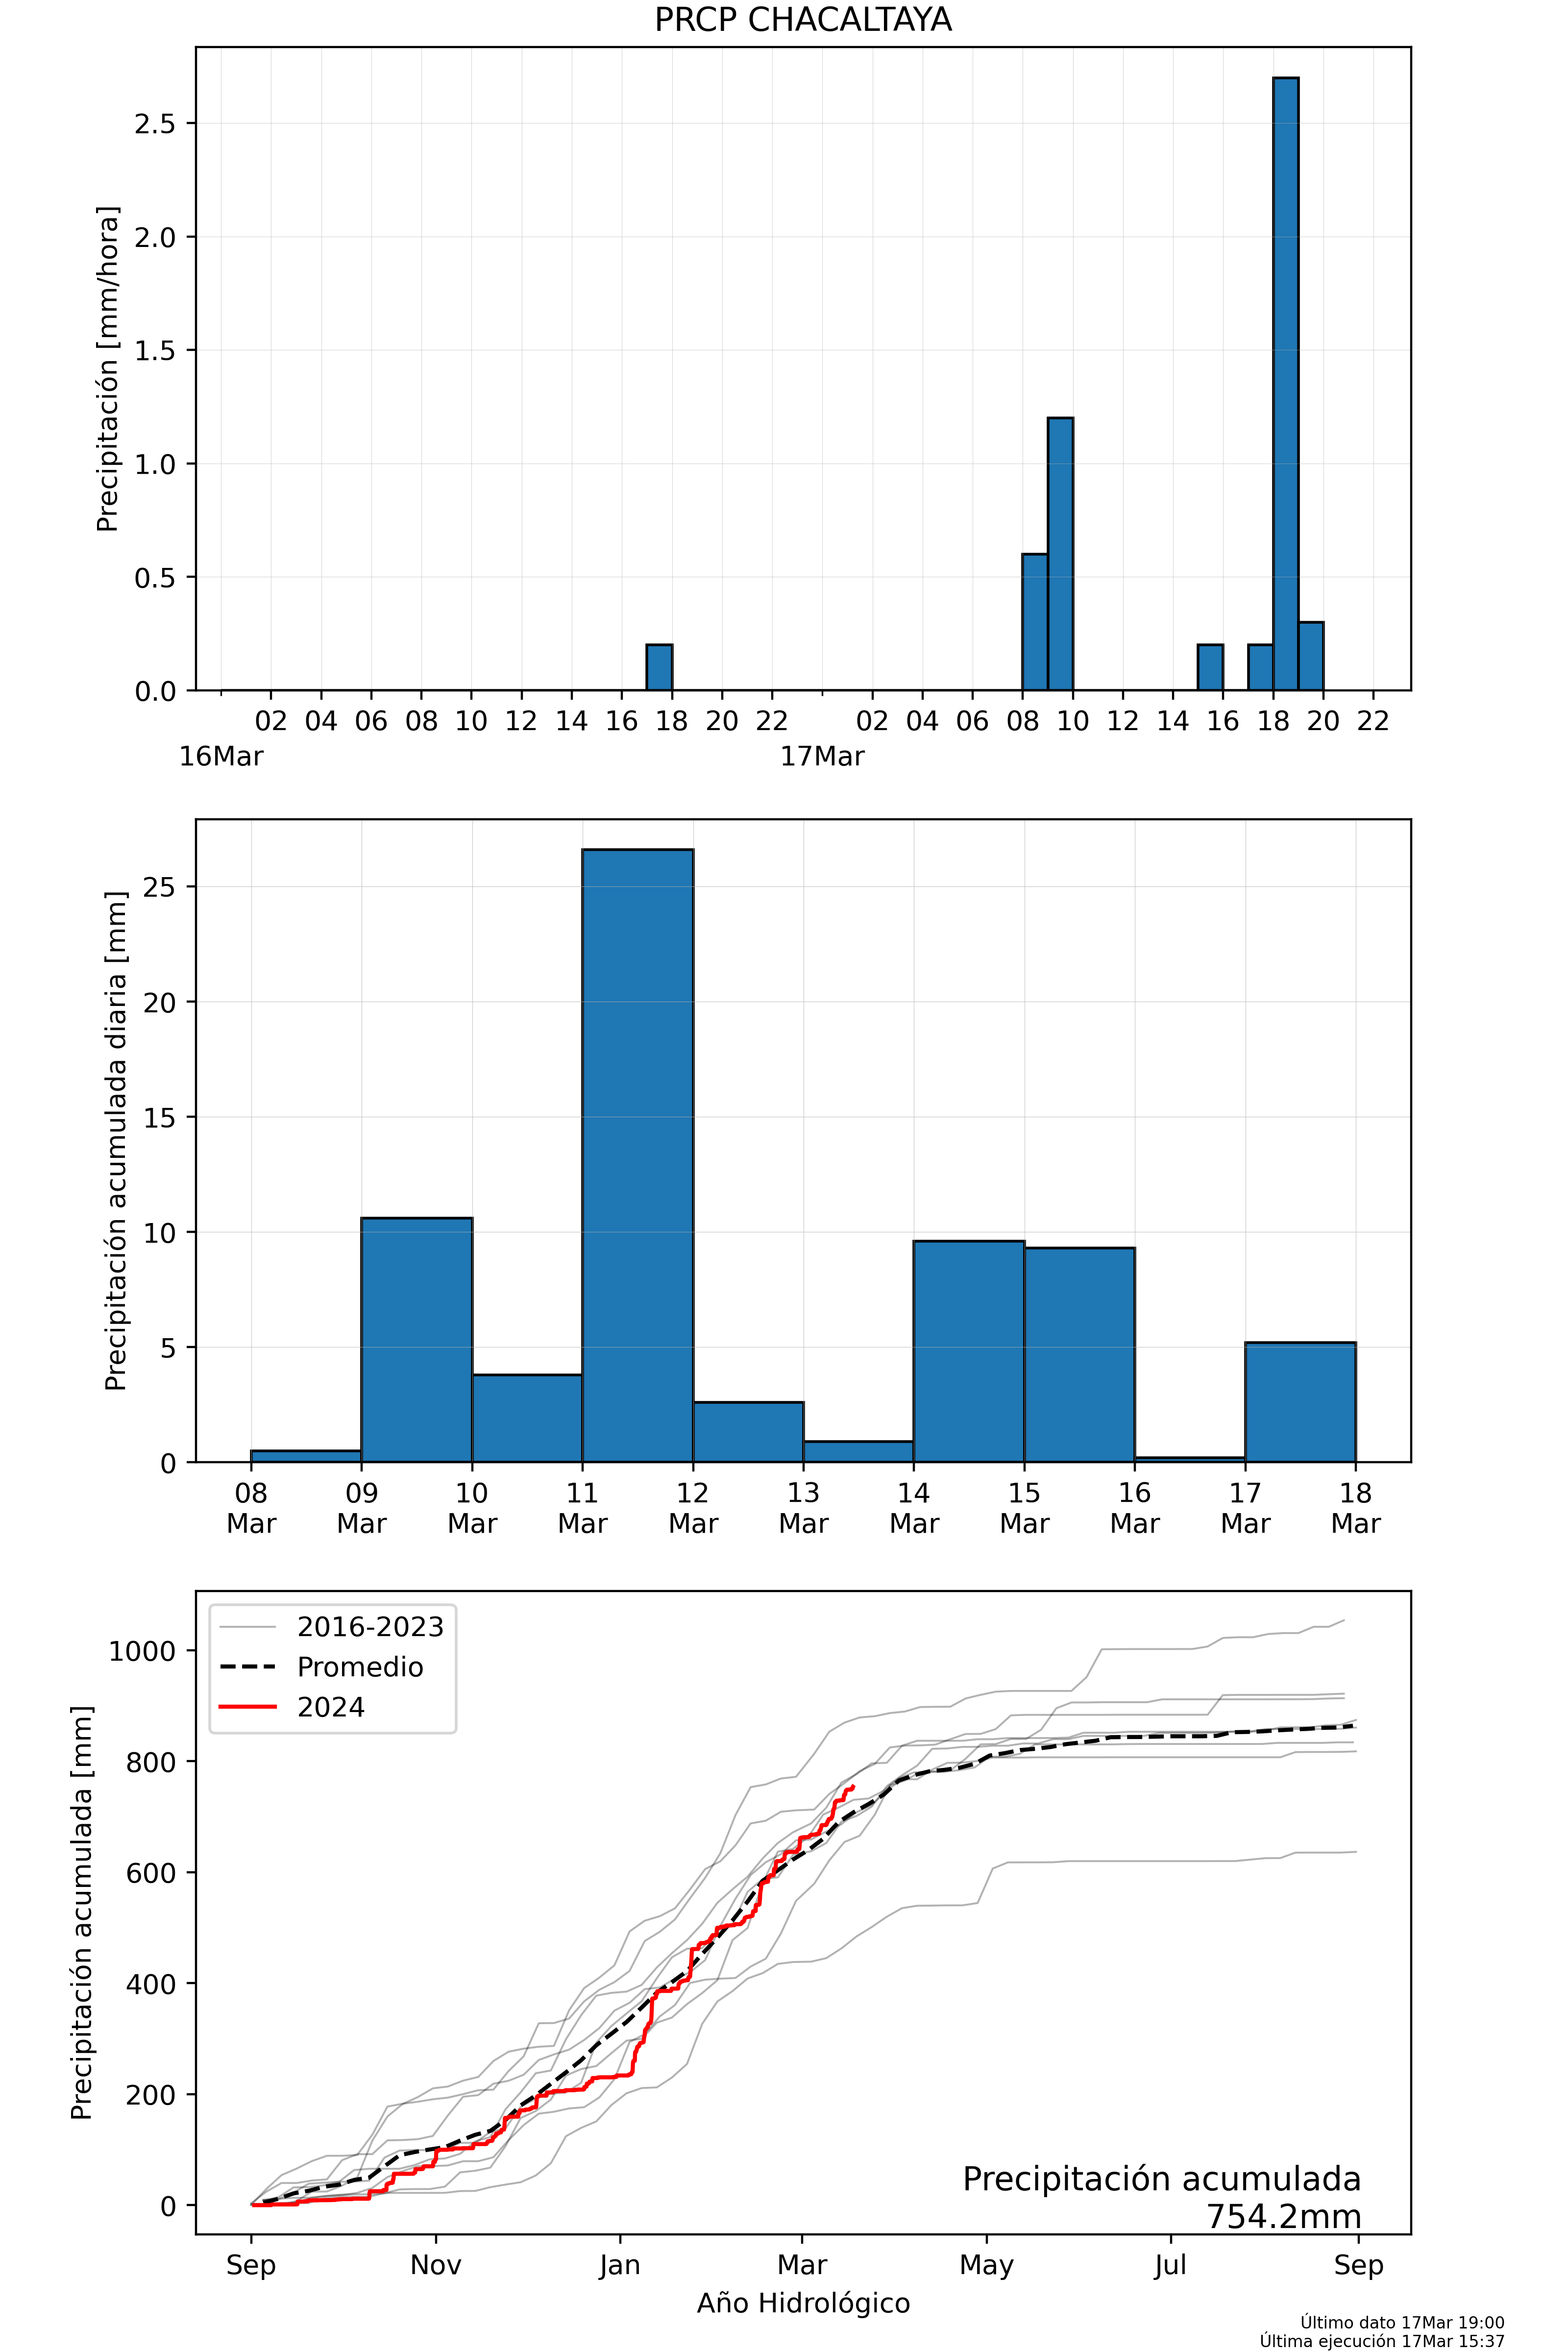 PRCP CHACALTAYA
Precipitación [mm/hora]
2.5
2.0
1.5
1.0
0.5
0.0
02 04 06 08 10 12 14 16 18 20 22 02 04 06 08 10 12 14 16 18 20 22
16Mar 17Mar
Precipitación acumulada diaria [mm]
25
20
15
10
5
0
08 09 10 11 12 13 14 15 16 17 18
Mar Mar Mar Mar Mar Mar Mar Mar Mar Mar Mar
Precipitación acumulada [mm]
1000
800
600
400
200
0
2016-2023
Promedio
2024
Precipitación acumulada
754.2mm
Sep Nov Jan Mar May Jul Sep
Año Hidrológico
Último dato 17Mar 19:00
Última ejecución 17Mar 15:37